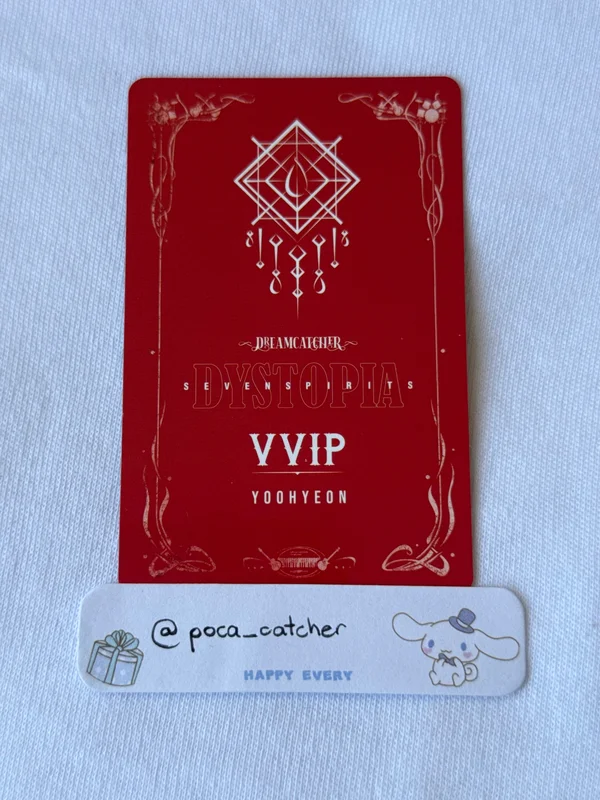 DREAMCATCHER
DYSTOPIA
SEVENSPIRITS
VVIP
YOOHYEON
@ poca_catcher
HAPPY EVERY